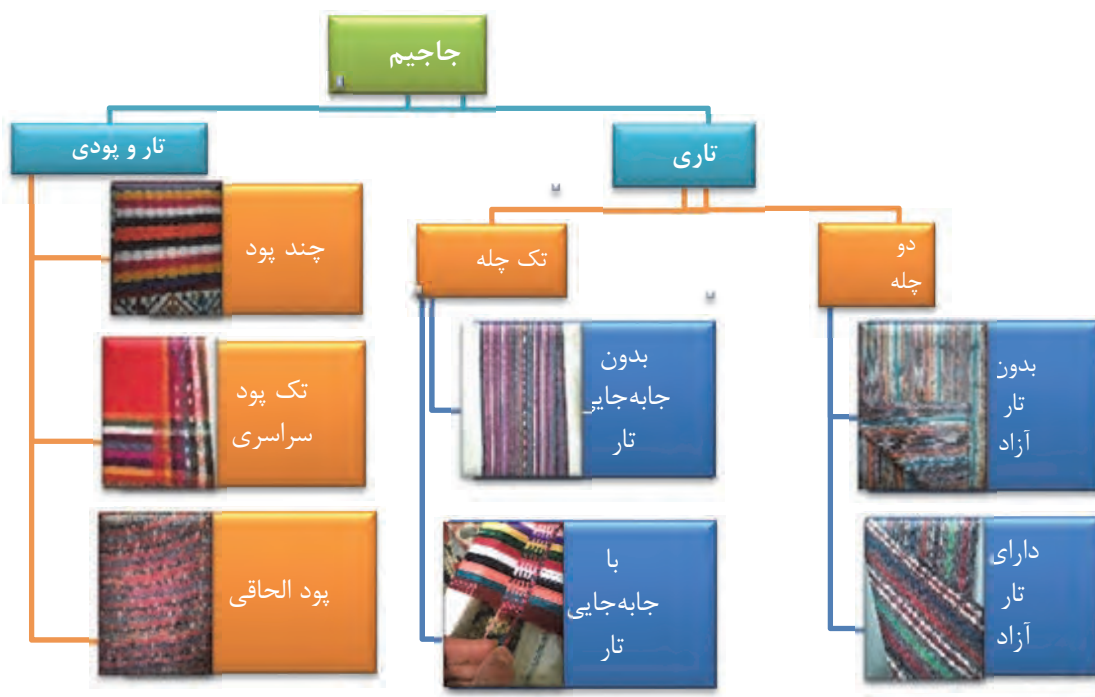 جاجیم
تاری
تار و پودی
دو
چله
تک چله
چند پود
بدون
تار
آزاد
بدون
جابه‌جایی
تار
تک پود
سراسری
دارای
تار
آزاد
با
جابه‌جایی
تار
پود الحاقی